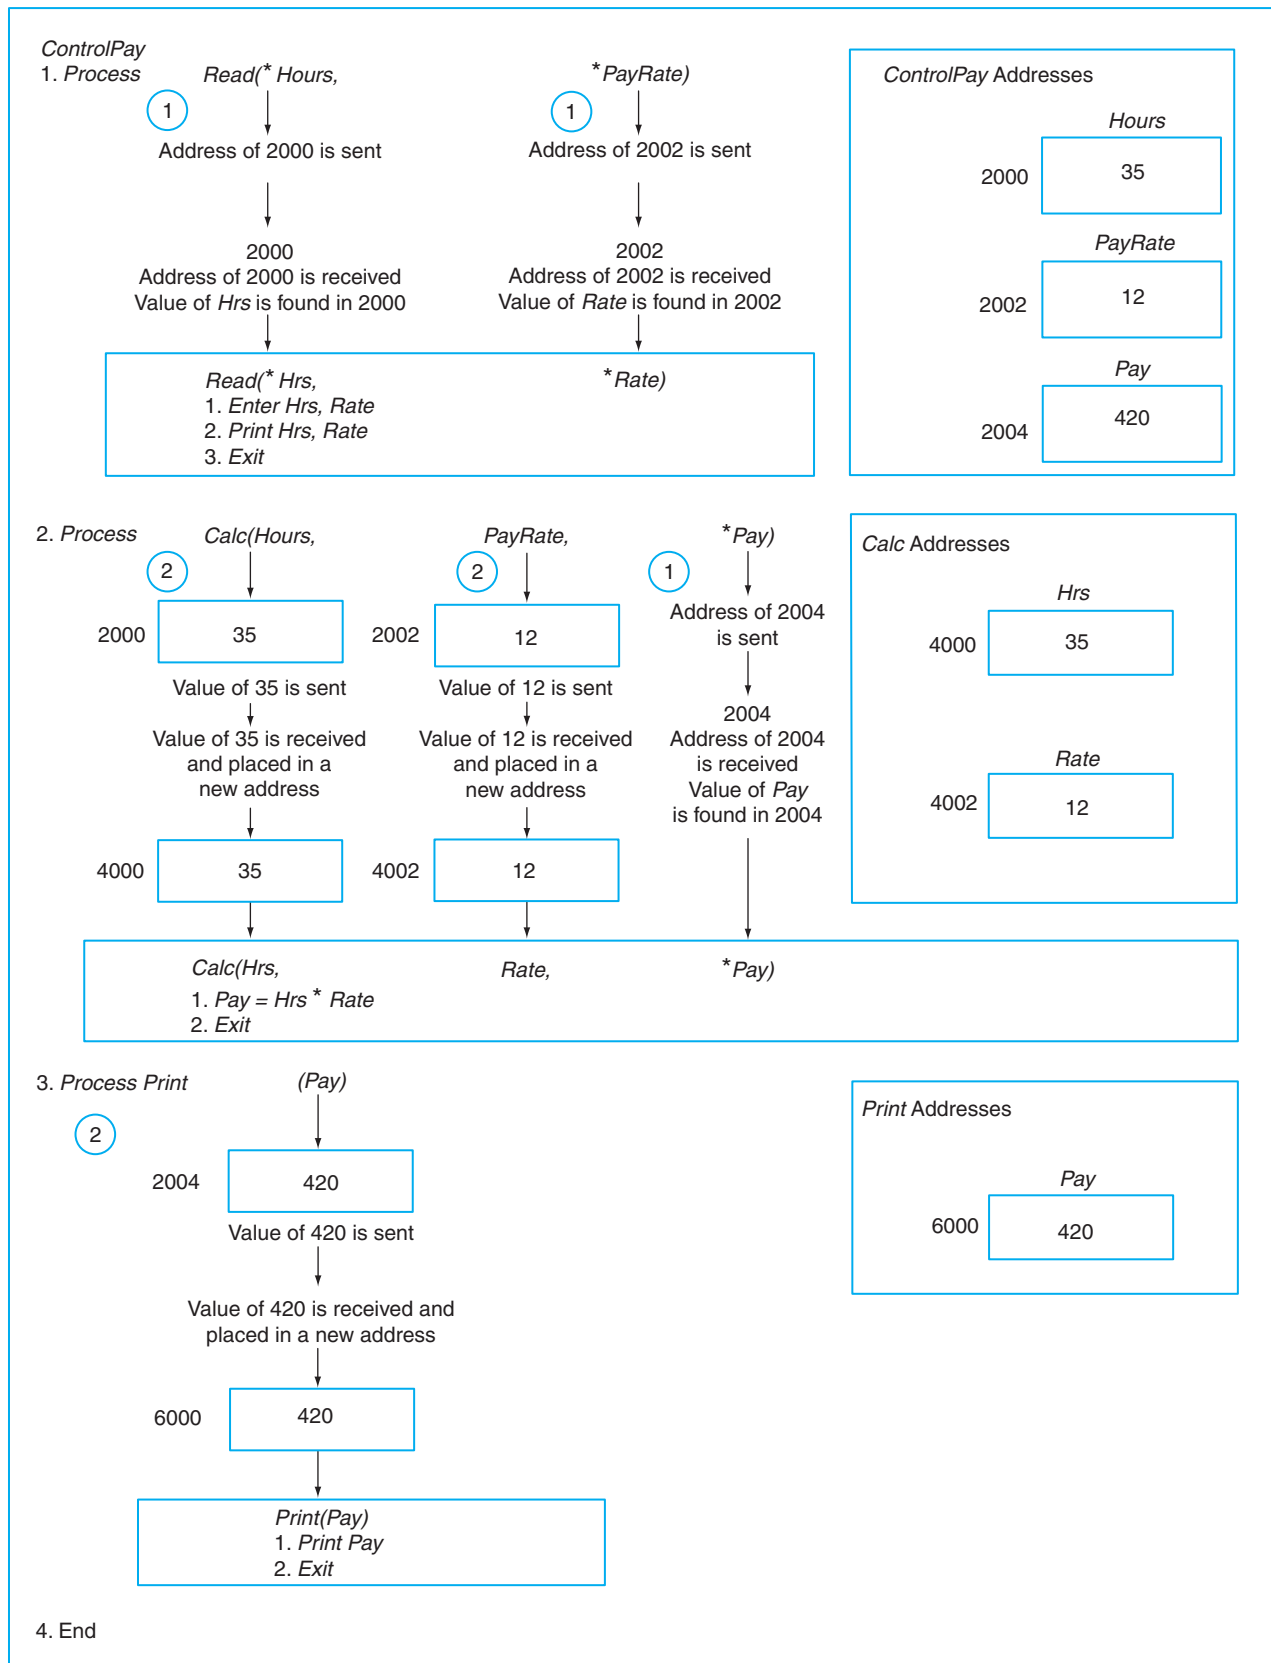 ControlPay
1. Process
Read(* Hours,
*PayRate)
1
1
Address of 2000 is sent
Address of 2002 is sent
2000
Address of 2000 is received
Value of Hrs is found in 2000
2002
Address of 2002 is received
Value of Rate is found in 2002
Read(* Hrs,
*Rate)
1. Enter Hrs, Rate
2. Print Hrs, Rate
3. Exit
ControlPay Addresses
Hours
2000
35
PayRate
2002
12
Pay
2004
420
2. Process
Calc(Hours,
PayRate,
*Pay)
2
2
1
2000
35
Value of 35 is sent
Value of 35 is received
and placed in a
new address
4000
35
2002
12
Value of 12 is sent
Value of 12 is received
and placed in a
new address
4002
12
Address of 2004
is sent
2004
Address of 2004
is received
Value of Pay
is found in 2004
Calc(Hrs,
Rate,
*Pay)
1. Pay = Hrs * Rate
2. Exit
Calc Addresses
Hrs
4000
35
Rate
4002
12
3. Process Print
(Pay)
2
2004
420
Value of 420 is sent
Value of 420 is received and
placed in a new address
6000
420
Print(Pay)
1. Print Pay
2. Exit
Print Addresses
Pay
6000
420
4. End